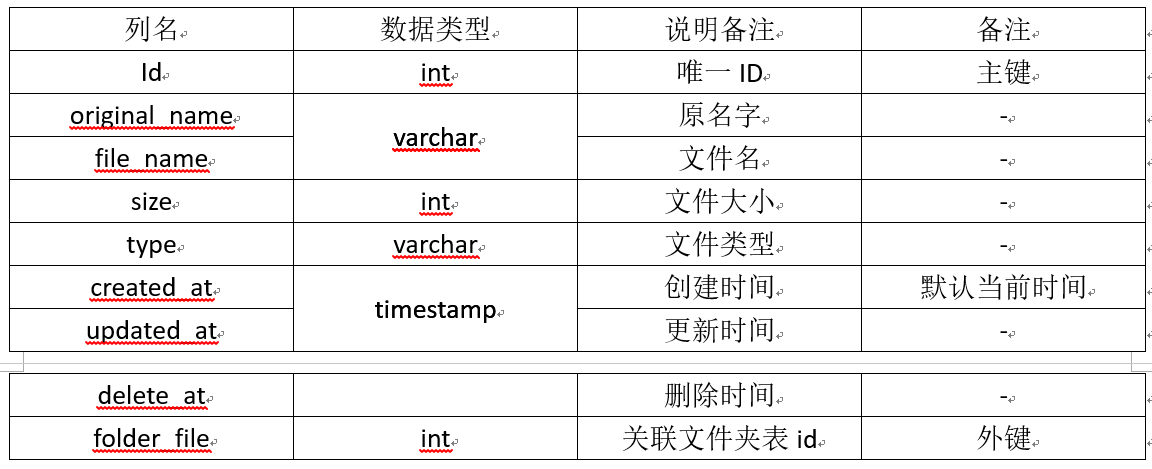 列名 数据类型 说明备注 备注
Id int 唯一 ID 主键
original_name varchar 原名字 -
file_name 文件名 -
size int 文件大小 -
type varchar 文件类型 -
created_at timestamp 创建时间 默认当前时间
updated_at 更新时间 -
delete_at 删除时间 -
folder_file int 关联文件夹表 id 外键